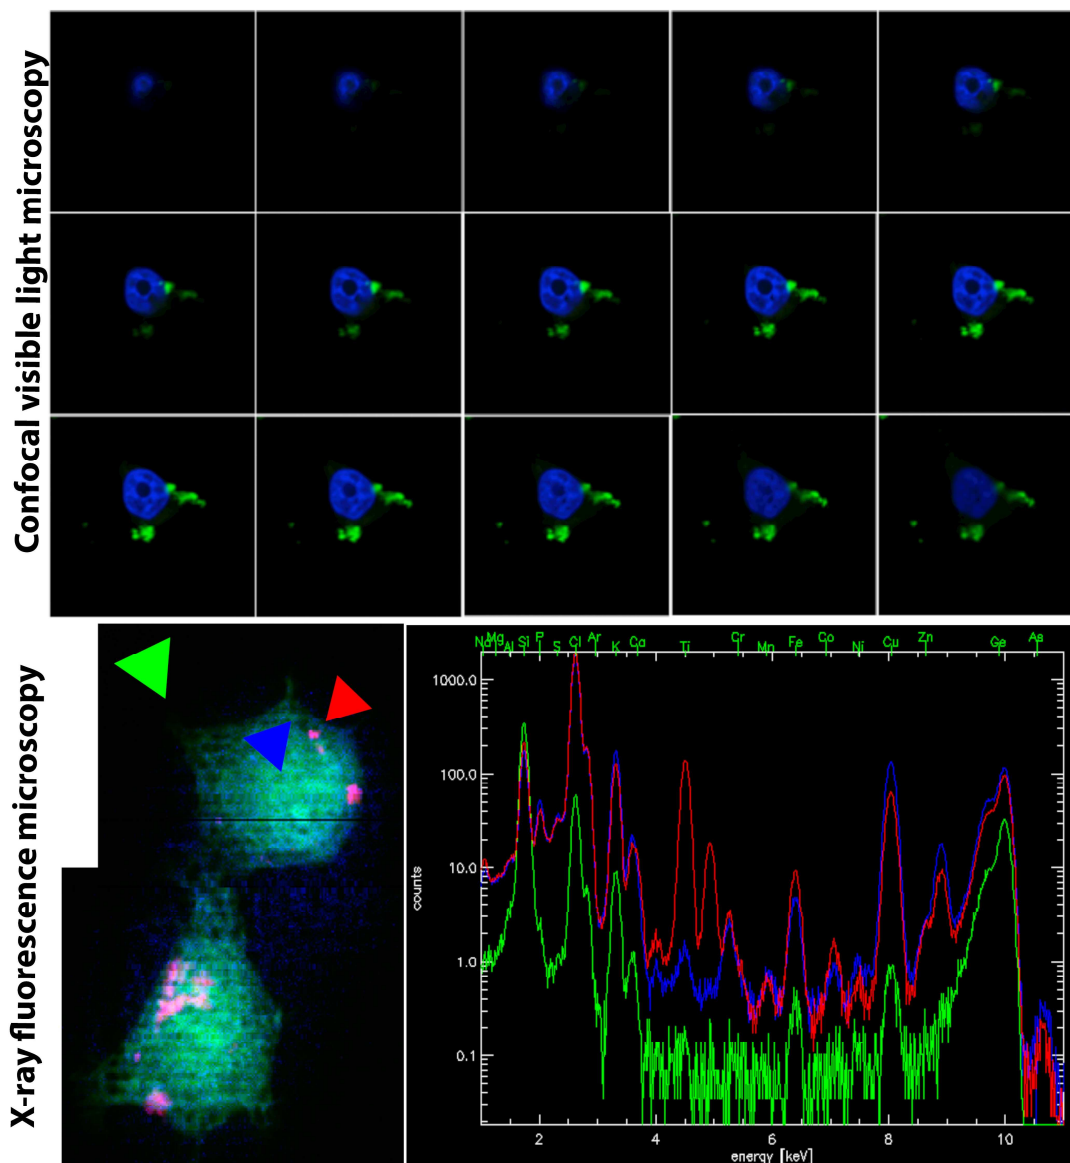 Confocal visible light microscopy
X-ray fluorescence microscopy
Na Mg Al Si P S Cl Ar K Ca Ti Cr Mn Fe Co Ni Cu Zn Ge As
1000.0
100.0
10.0
1.0
0.1
counts
2 4 6 8 10
energy [keV]